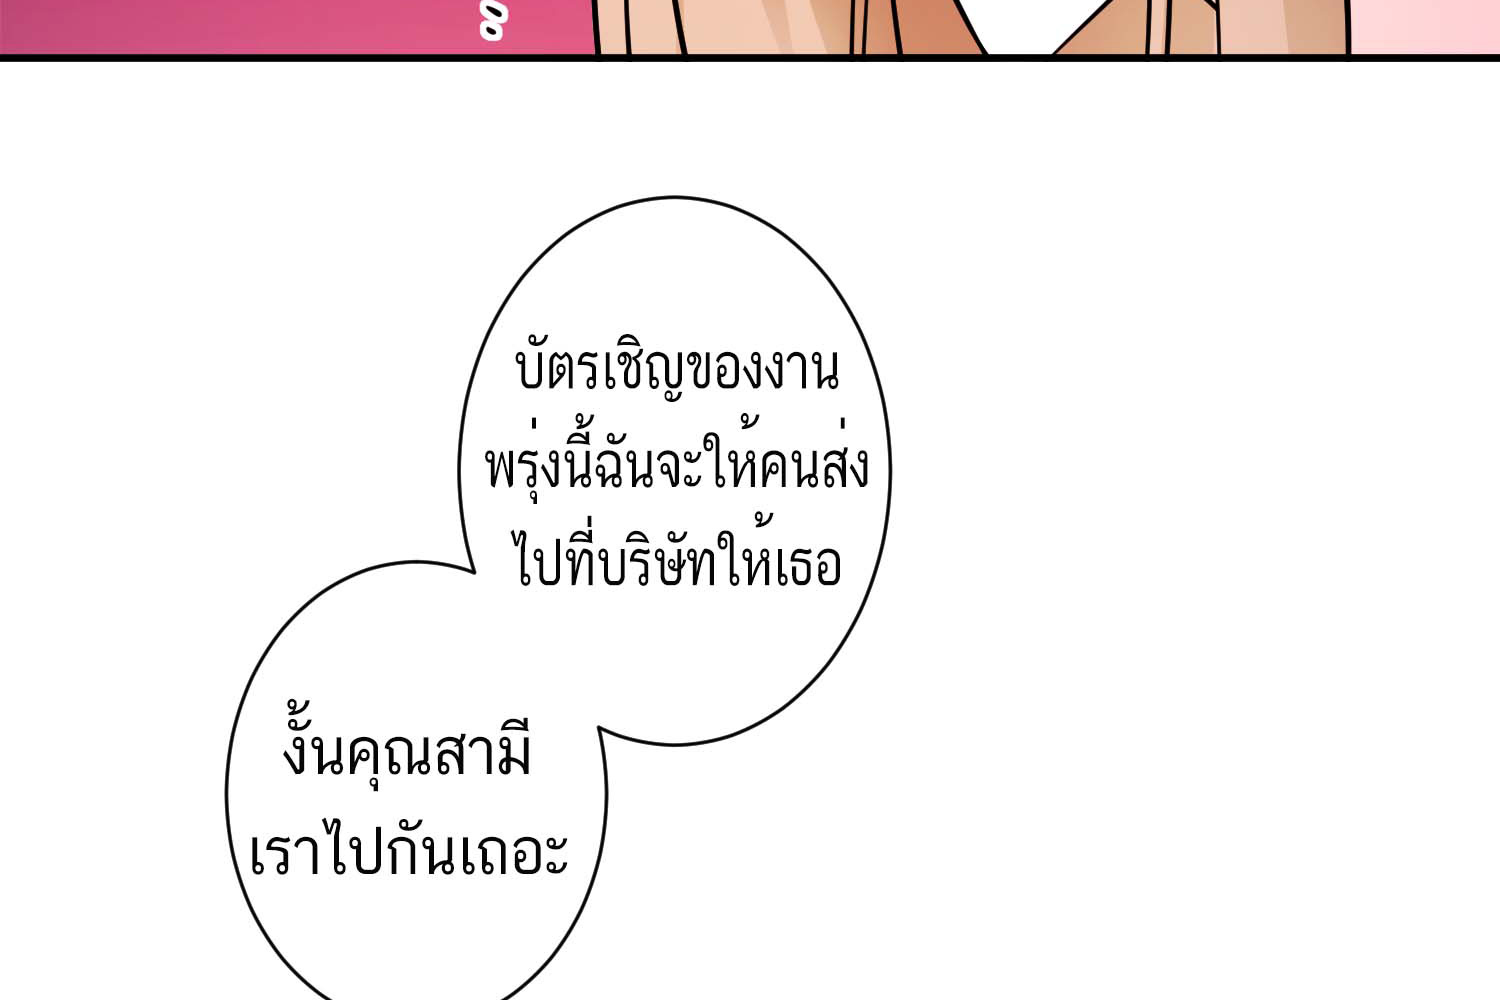 บัตรเชิญของงาน
พรุ่งนี้ฉันจะให้คนส่ง
ไปที่บริษัทให้เธอ
งั้นคุณสามี
เราไปกันเถอะ